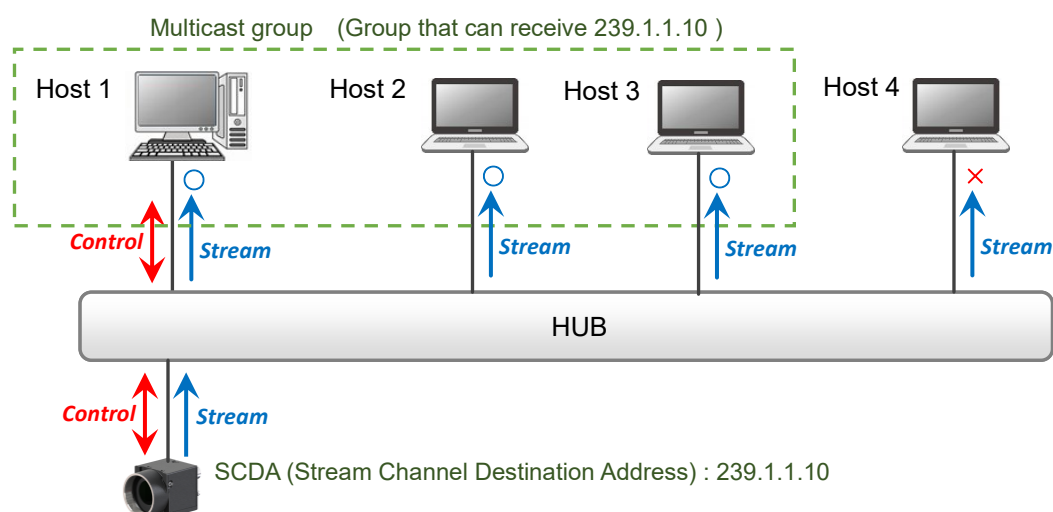 Multicast group (Group that can receive 239.1.1.10 )
Host 1
Host 2
Host 3
Host 4
Control
Stream
Stream
Stream
Stream
HUB
Control
Stream
SCDA (Stream Channel Destination Address) : 239.1.1.10